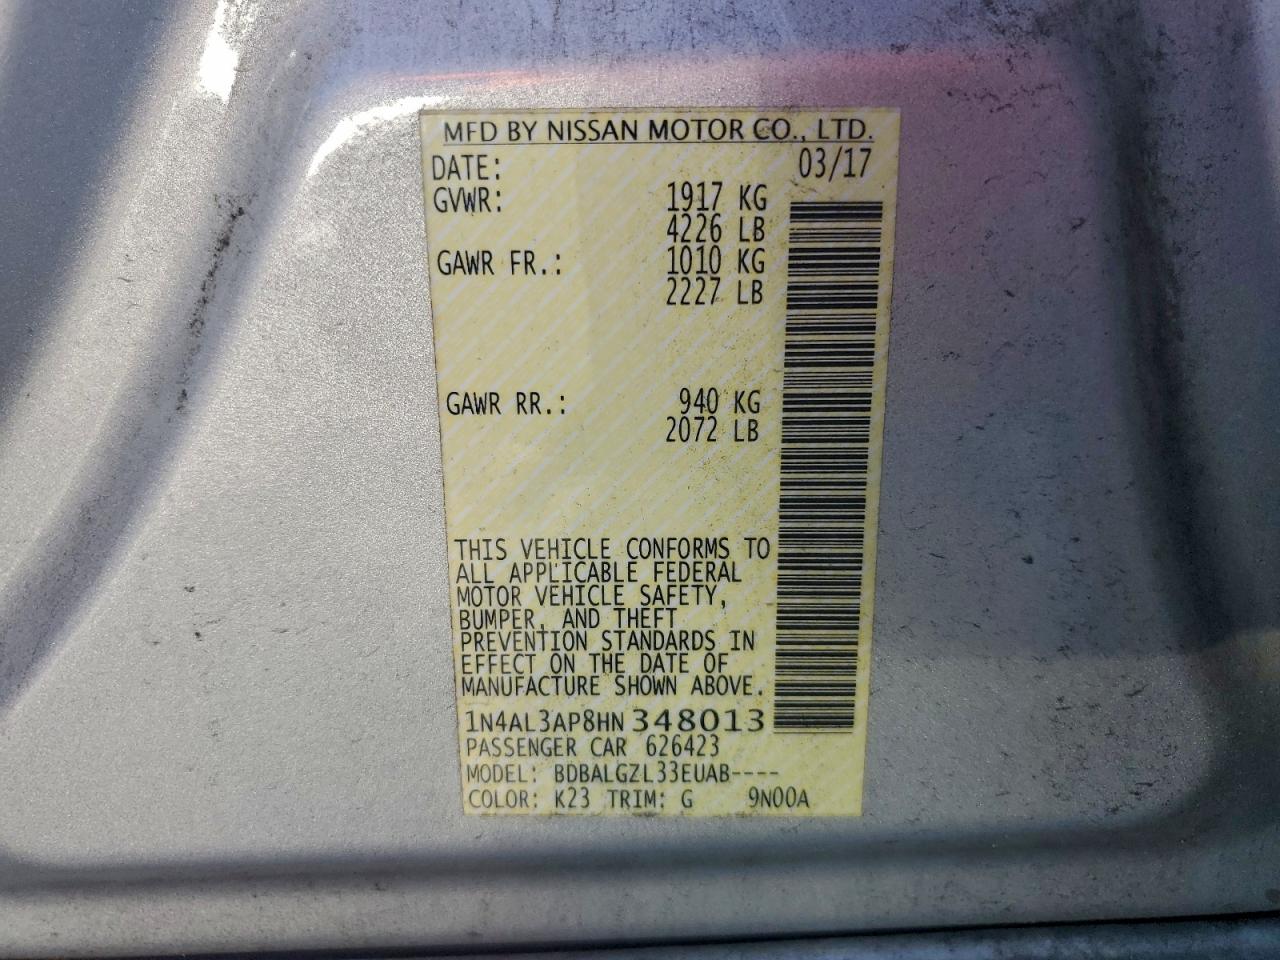 MFD BY NISSAN MOTOR CO., LTD.
DATE: 03/17
GVWR: 1917 KG
4226 LB
GAWR FR.: 1010 KG
2227 LB
GAWR RR.: 940 KG
2072 LB
THIS VEHICLE CONFORMS TO
ALL APPLICABLE FEDERAL
MOTOR VEHICLE SAFETY,
BUMPER, AND THEFT
PREVENTION STANDARDS IN
EFFECT ON THE DATE OF
MANUFACTURE SHOWN ABOVE.
1N4AL3AP8HN348013
PASSENGER CAR 626423
MODEL: BDBALGZL33EUAB----
COLOR: K23 TRIM: G 9N00A